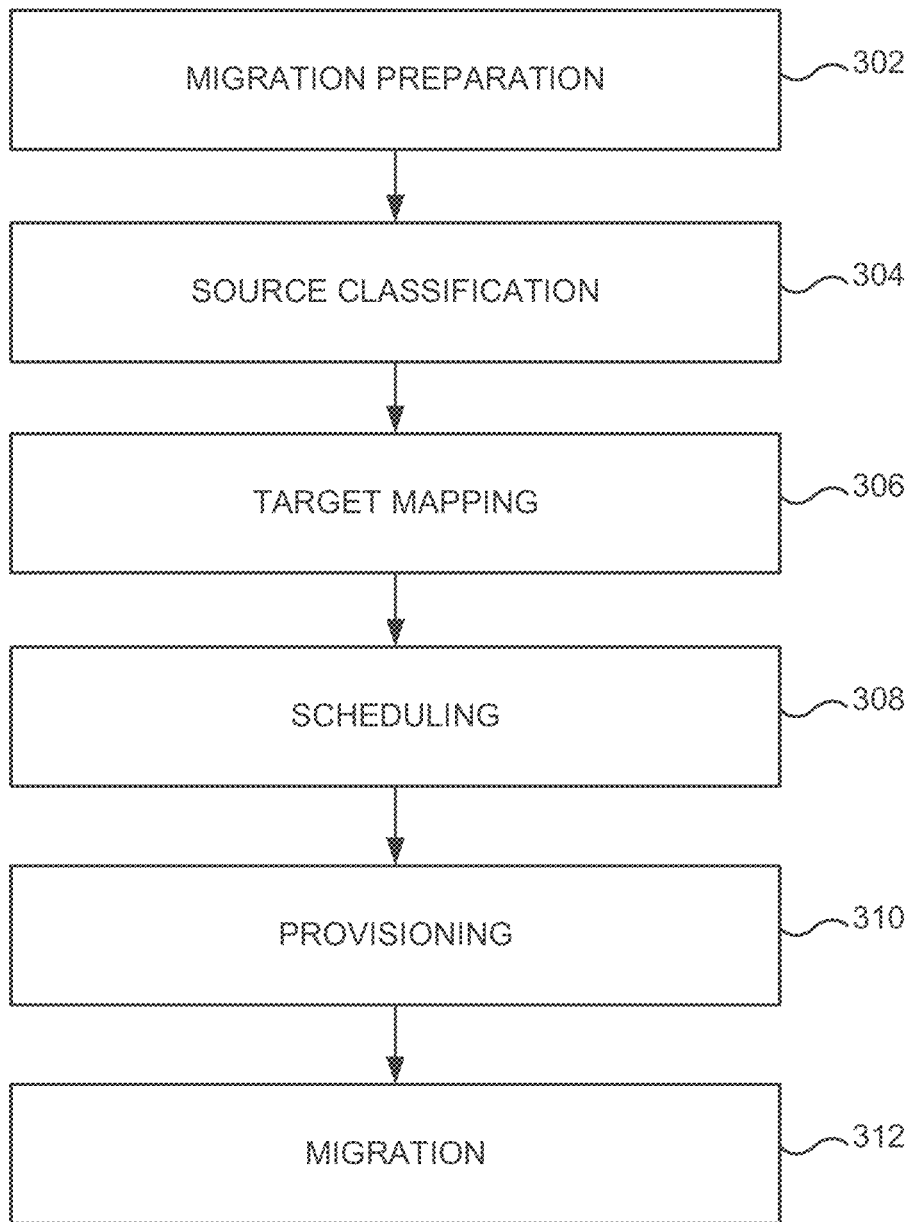 MIGRATION PREPARATION
302
SOURCE CLASSIFICATION
304
TARGET MAPPING
306
SCHEDULING
308
PROVISIONING
310
MIGRATION
312